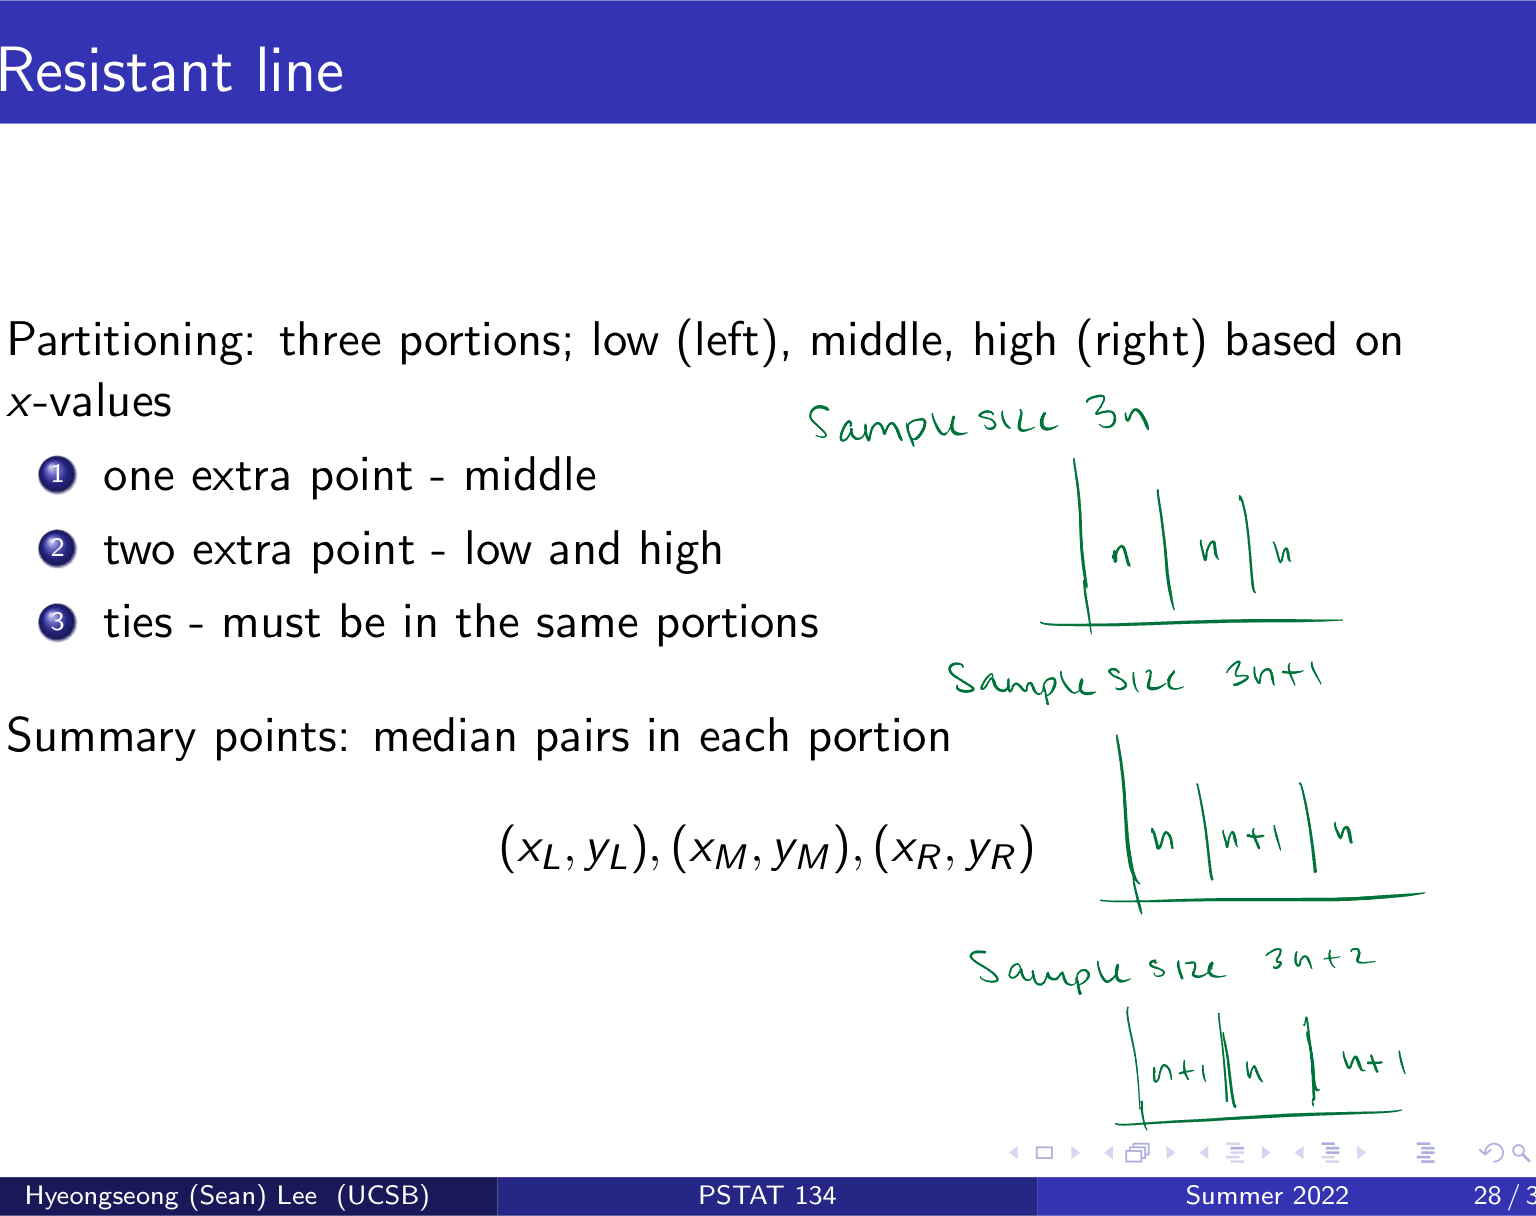 Resistant line
Partitioning: three portions; low (left), middle, high (right) based on
x-values
Sample size 3n
1 one extra point - middle
2 two extra point - low and high
n | n | n
3 ties - must be in the same portions
Sample size 3n+1
Summary points: median pairs in each portion
(x_L, y_L), (x_M, y_M), (x_R, y_R)
n | n+1 | n
Sample size 3n+2
n+1 | n | n+1
Hyeongseong (Sean) Lee (UCSB) PSTAT 134 Summer 2022 28 / 3